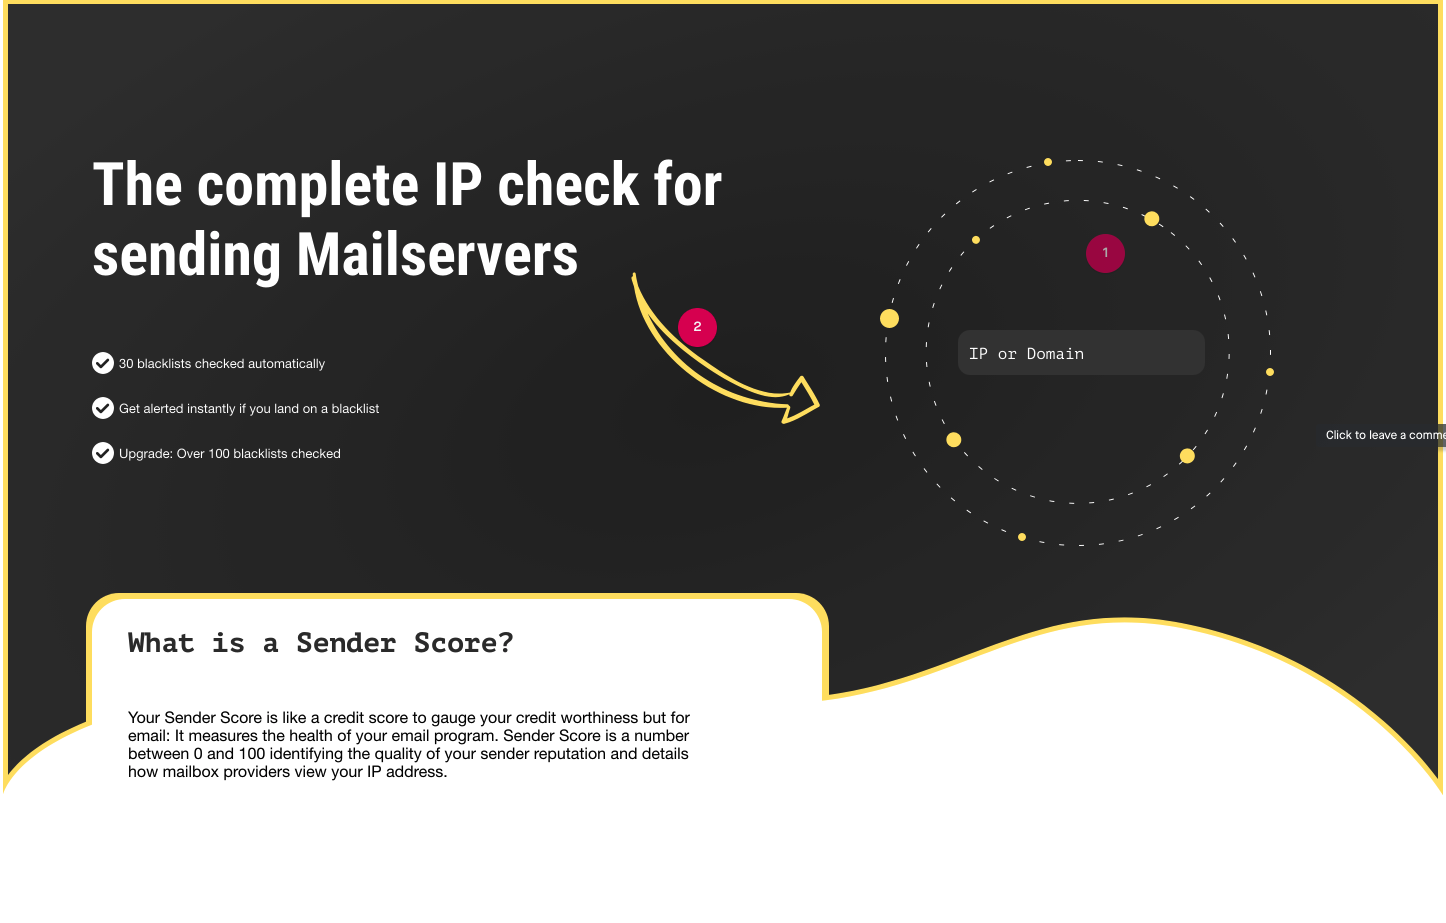 The complete IP check for
sending Mailservers
1
2
IP or Domain
30 blacklists checked automatically
Get alerted instantly if you land on a blacklist
Upgrade: Over 100 blacklists checked
Click to leave a comme
What is a Sender Score?
Your Sender Score is like a credit score to gauge your credit worthiness but for
email: It measures the health of your email program. Sender Score is a number
between 0 and 100 identifying the quality of your sender reputation and details
how mailbox providers view your IP address.